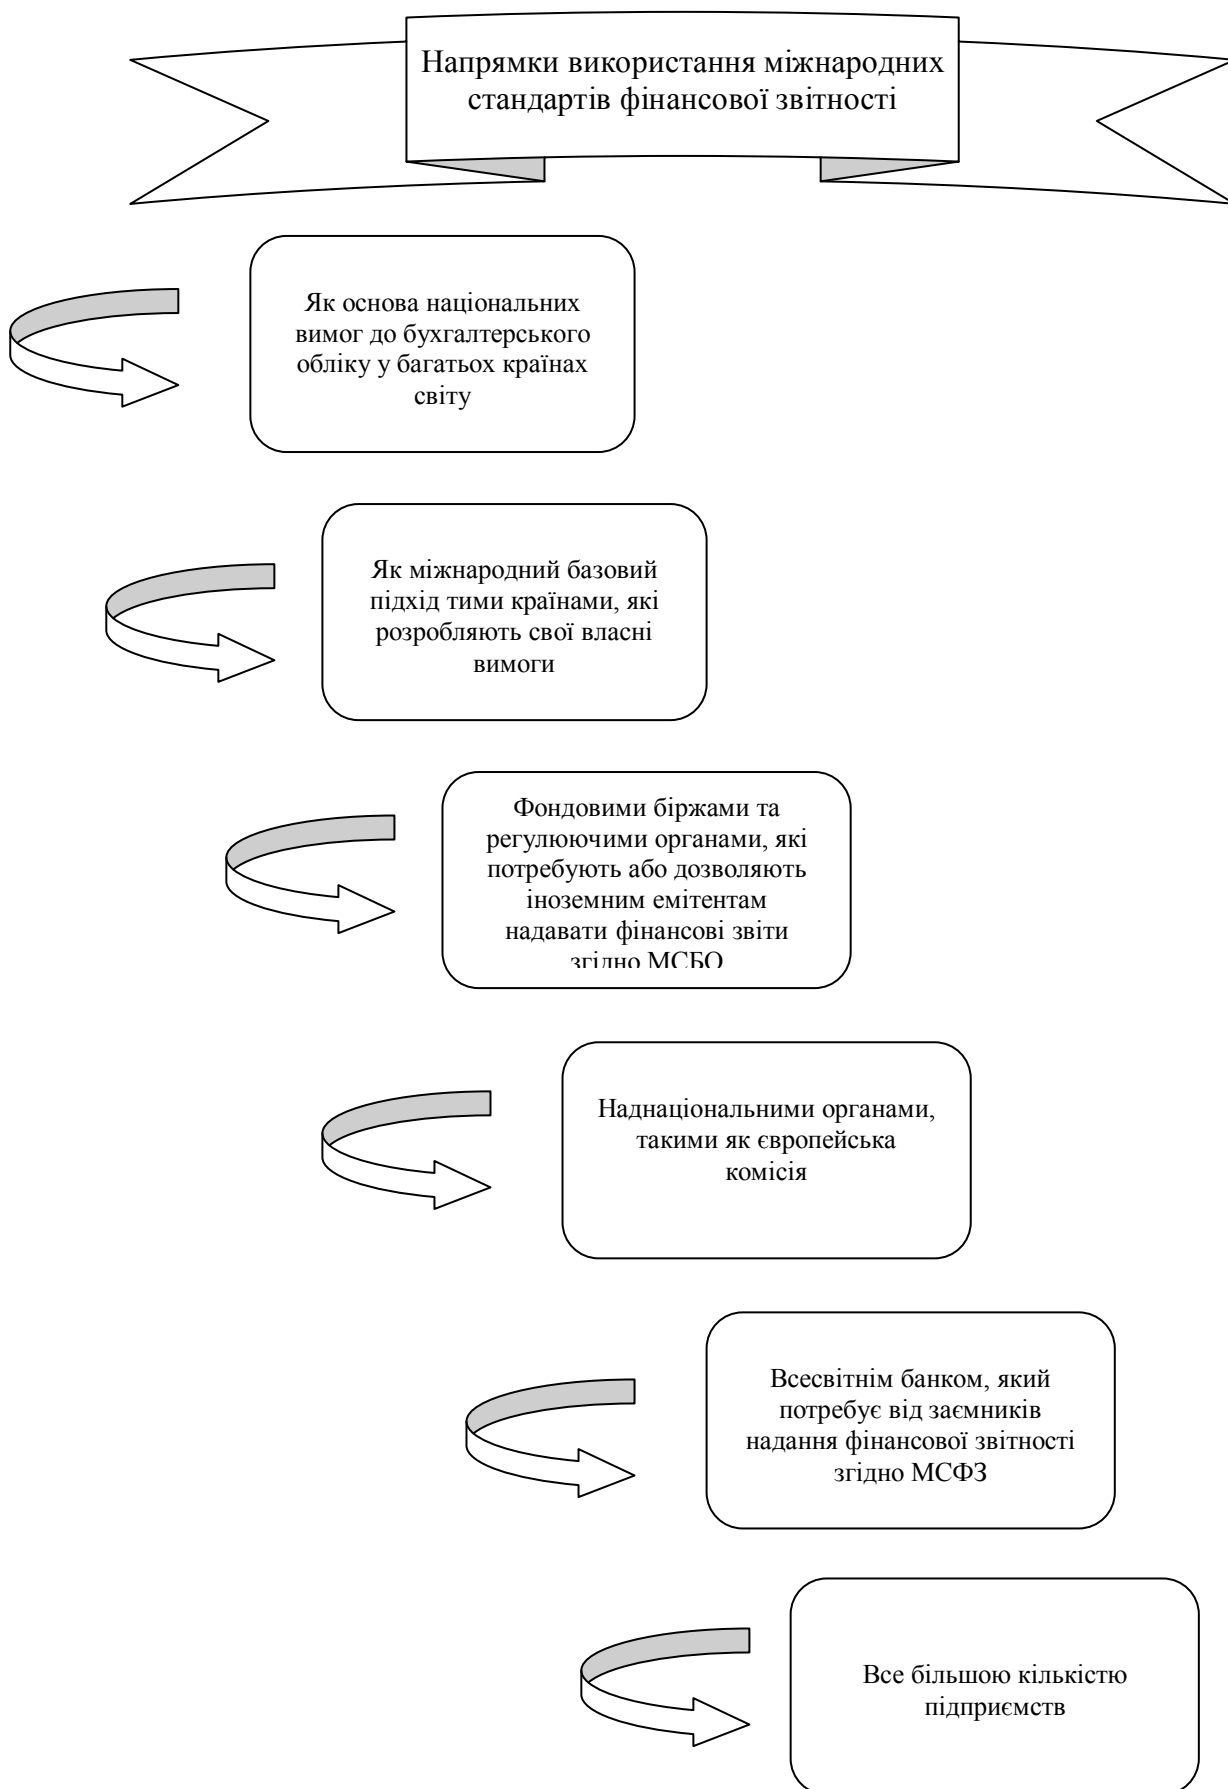 Напрямки використання міжнародних
стандартів фінансової звітності
Як основа національних
вимог до бухгалтерського
обліку у багатьох країнах
світу
Як міжнародний базовий
підхід тими країнами, які
розробляють свої власні
вимоги
Фондовими біржами та
регулюючими органами, які
потребують або дозволяють
іноземним емітентам
надавати фінансові звіти
згідно МСБО
Наднаціональними органами,
такими як європейська
комісія
Всесвітнім банком, який
потребує від заємників
надання фінансової звітності
згідно МСФЗ
Все більшою кількістю
підприємств